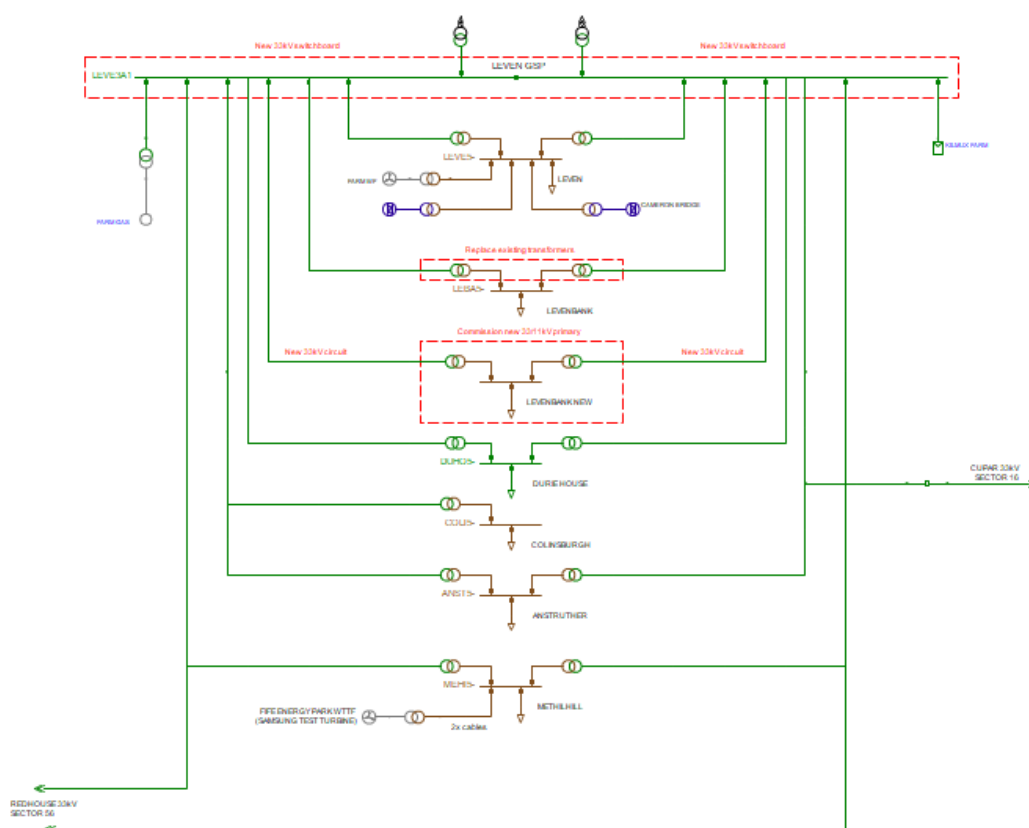 New 33kV switchboard
New 33kV switchboard
LEVEN GSP
LEVE3A1
KILMUX FARM
LEVE5-
LEVEN
CAMERON BRIDGE
Replace existing transformers
LEBA5-
LEVENBANK
Commission new 33/11kV primary
New 33kV circuit
New 33kV circuit
LEVENBANK NEW
DUHO5-
DURIE HOUSE
CUPAR 33kV
SECTOR 16
COLI5-
COLINSBURGH
ANST5-
ANSTRUTHER
MEHI5-
METHILHILL
FIFE ENERGY PARK WTTF
(SAMSUNG TEST TURBINE)
2x cables
REDHOUSE 33kV
SECTOR 56